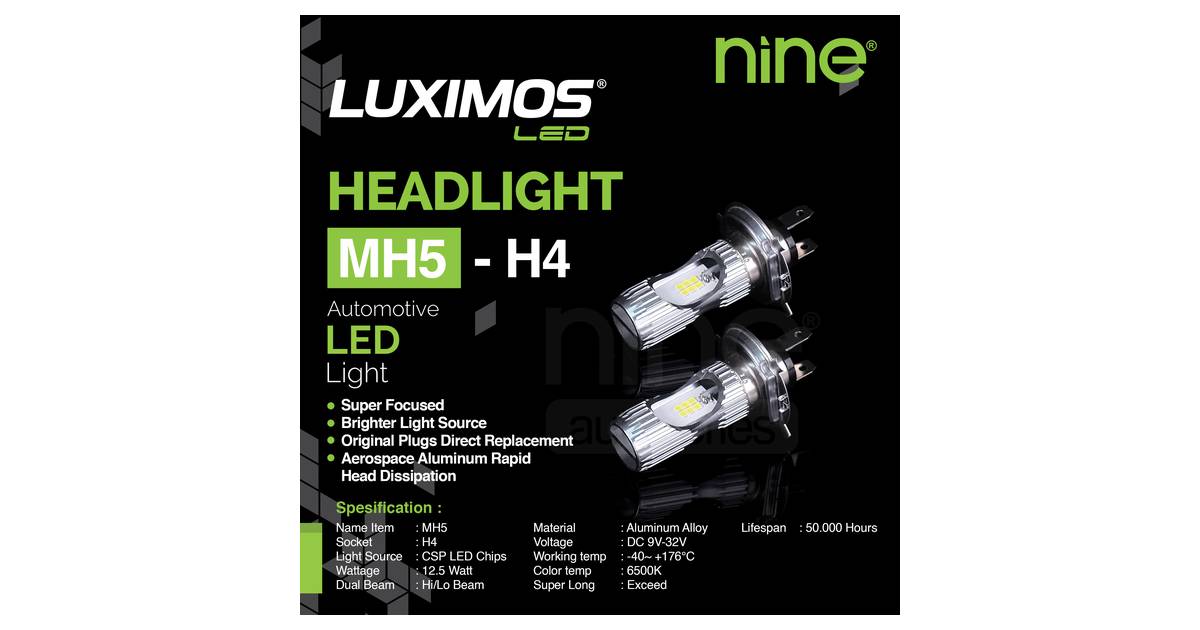 nine®
LUXIMOS®
LED
HEADLIGHT
MH5 - H4
Automotive
LED
Light
Super Focused
Brighter Light Source
Original Plugs Direct Replacement
Aerospace Aluminum Rapid
Head Dissipation
nine®
Spesification :
Name Item : MH5 Material : Aluminum Alloy Lifespan : 50.000 Hours
Socket : H4 Voltage : DC 9V-32V
Light Source : CSP LED Chips Working temp : -40~ +176°C
Wattage : 12.5 Watt Color temp : 6500K
Dual Beam : Hi/Lo Beam Super Long : Exceed